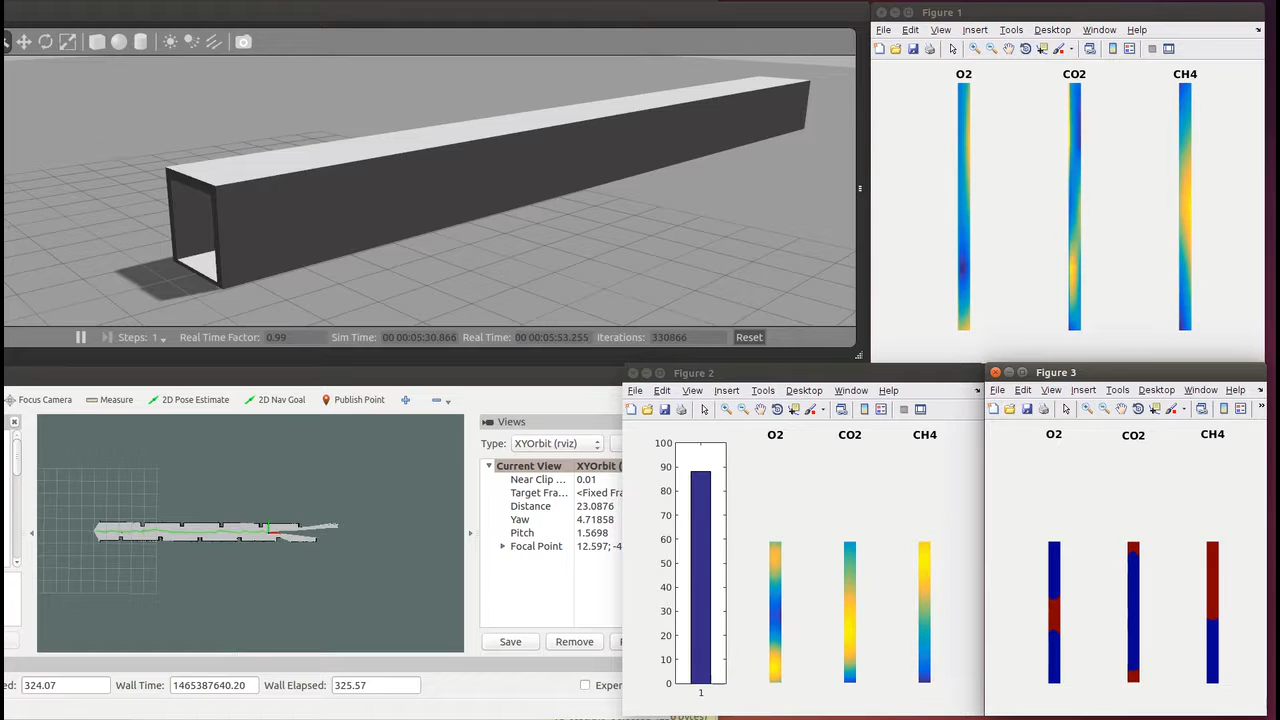 Figure 1
File Edit View Insert Tools Desktop Window Help
O2 CO2 CH4
Steps: 1 Real Time Factor: 0.99 Sim Time: 00 00:05:30.866 Real Time: 00 00:05:53.255 Iterations: 330866 Reset
Figure 2
File Edit View Insert Tools Desktop Window Help
O2 CO2 CH4
100
90
80
70
60
50
40
30
20
10
0
1
Figure 3
File Edit View Insert Tools Desktop Window Help
O2 CO2 CH4
Focus Camera Measure 2D Pose Estimate 2D Nav Goal Publish Point
Views
Type: XYOrbit (rviz)
Current View XYOrbit (
Near Clip ... 0.01
Target Fra... <Fixed Fra
Distance 23.0876
Yaw 4.71858
Pitch 1.5698
Focal Point 12.597; -4
Save Remove
ed: 324.07 Wall Time: 1465387640.20 Wall Elapsed: 325.57 Exper